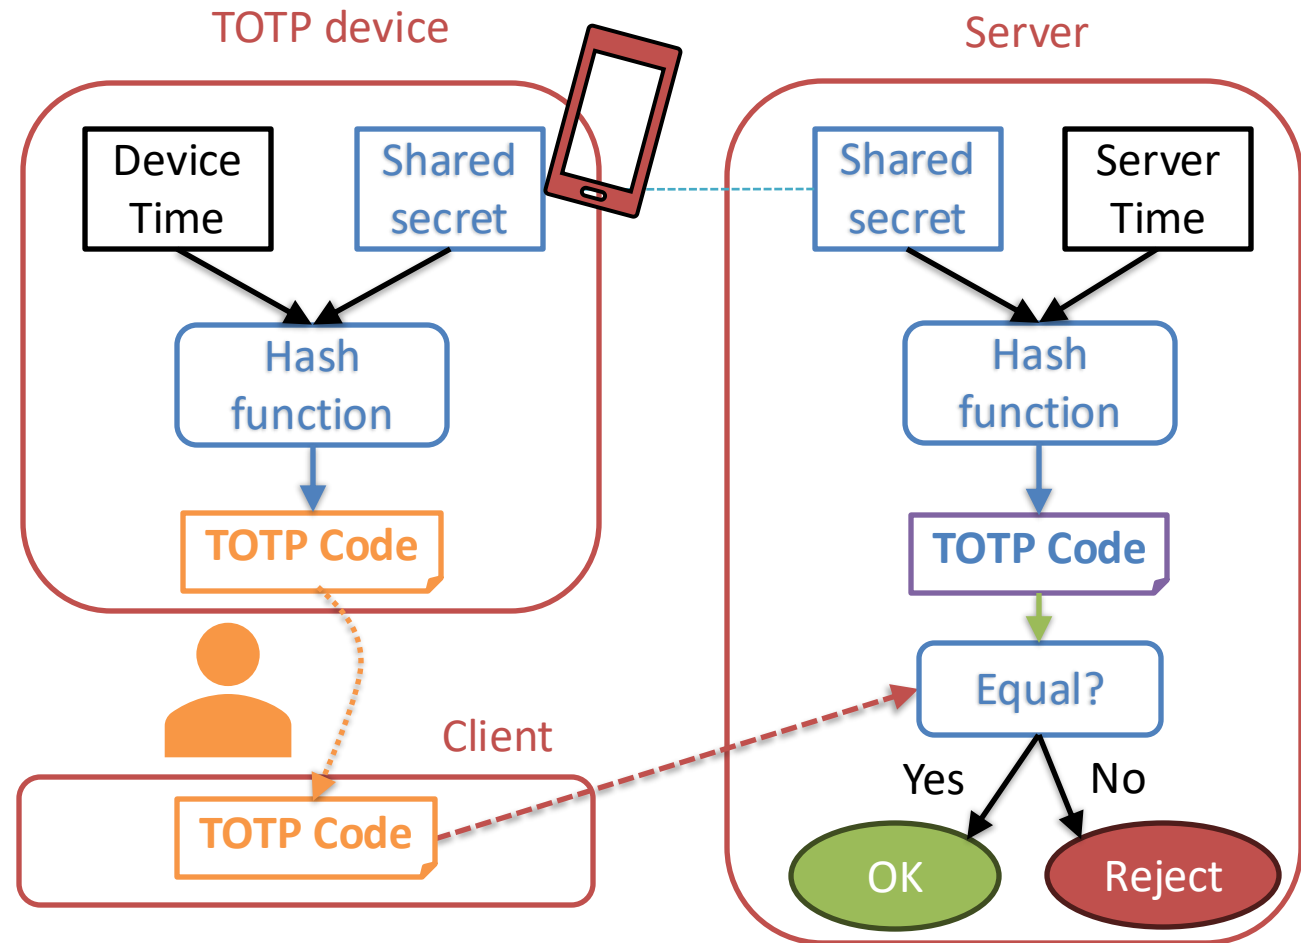 TOTP device
Device
Time
Shared
secret
Hash
function
TOTP Code
Client
TOTP Code
Server
Shared
secret
Server
Time
Hash
function
TOTP Code
Equal?
Yes
No
OK
Reject